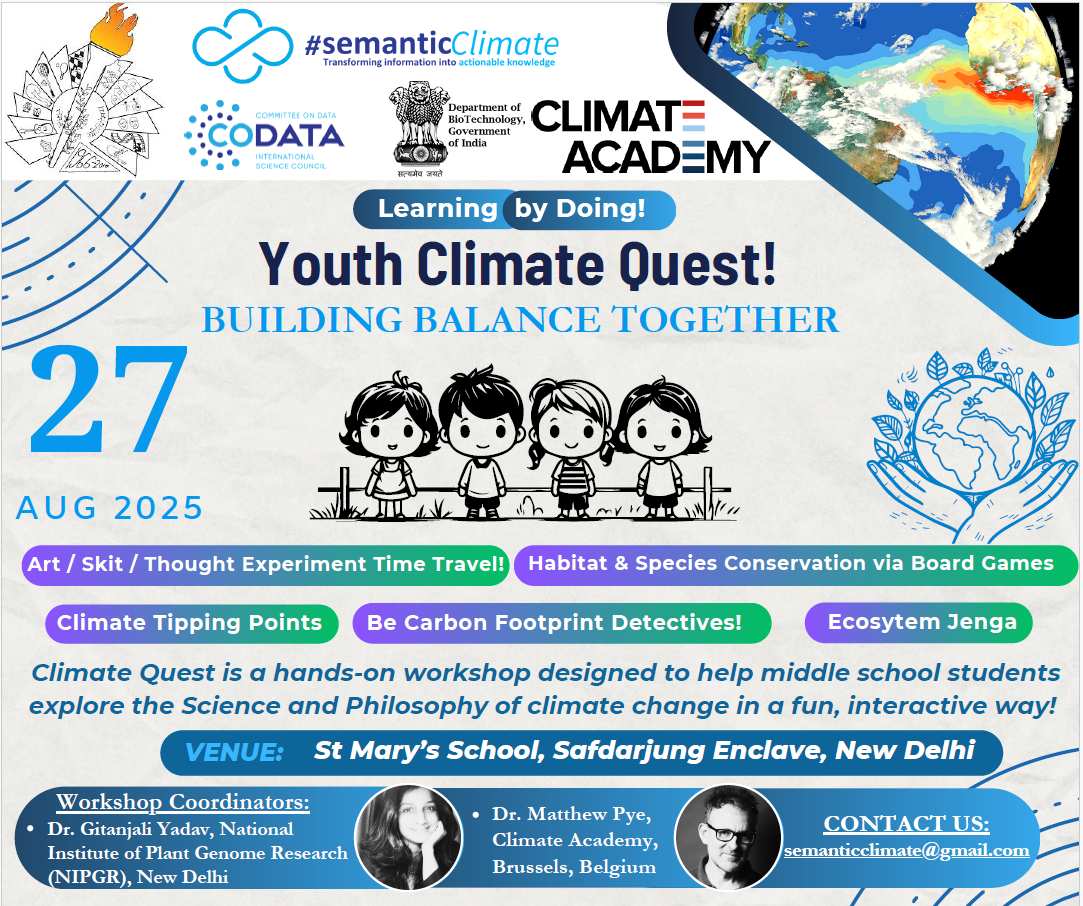 #semanticClimate
Transforming information into actionable knowledge
COMMITTEE ON DATA
CODATA
INTERNATIONAL
SCIENCE COUNCIL
Department of
BioTechnology,
Government
of India
सत्यमेव जयते
CLIMATE
ACADEMY
Learning by Doing!
Youth Climate Quest!
BUILDING BALANCE TOGETHER
27
AUG 2025
Art / Skit / Thought Experiment Time Travel!
Habitat & Species Conservation via Board Games
Climate Tipping Points
Be Carbon Footprint Detectives!
Ecosytem Jenga
Climate Quest is a hands-on workshop designed to help middle school students
explore the Science and Philosophy of climate change in a fun, interactive way!
VENUE: St Mary's School, Safdarjung Enclave, New Delhi
Workshop Coordinators:
• Dr. Gitanjali Yadav, National
Institute of Plant Genome Research
(NIPGR), New Delhi
• Dr. Matthew Pye,
Climate Academy,
Brussels, Belgium
CONTACT US:
semanticclimate@gmail.com